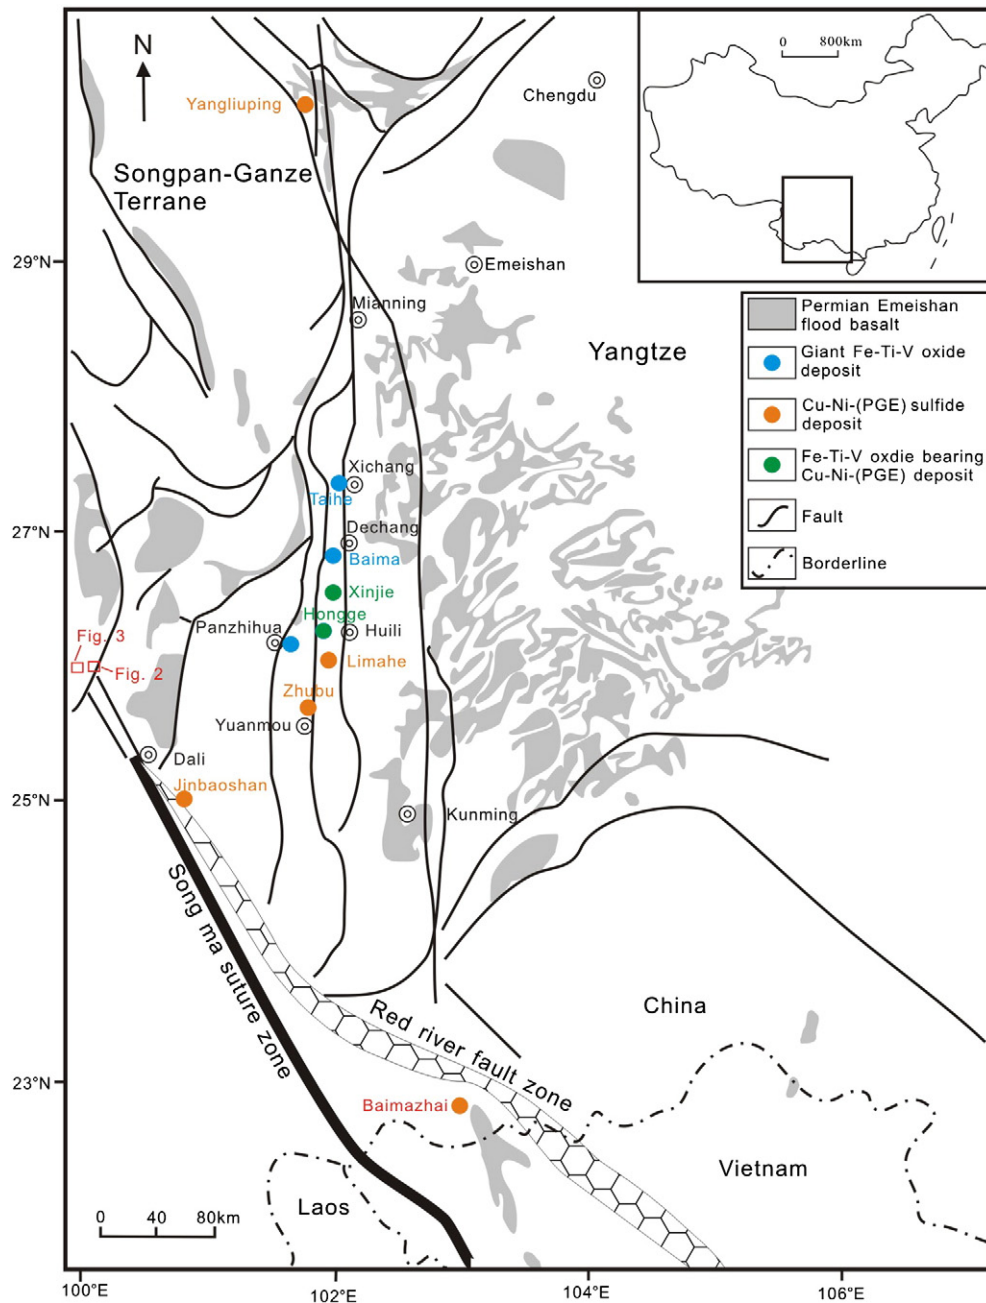 N
0 800km
Chengdu
Yangliuping
Songpan-Ganze
Terrane
29°N
Emeishan
Mianning
Yangtze
Permian Emeishan
flood basalt
Giant Fe-Ti-V oxide
deposit
Cu-Ni-(PGE) sulfide
deposit
Fe-Ti-V oxdie bearing
Cu-Ni-(PGE) deposit
Fault
Borderline
Xichang
Taihe
27°N
Dechang
Baima
Xinjie
Hongge
Panzhihua
Huili
Fig. 3
Fig. 2
Limahe
Zhubu
Yuanmou
Dali
Jinbaoshan
25°N
Kunming
Song ma suture zone
Red river fault zone
China
23°N
Baimazhai
Vietnam
Laos
0 40 80km
100°E
102°E
104°E
106°E